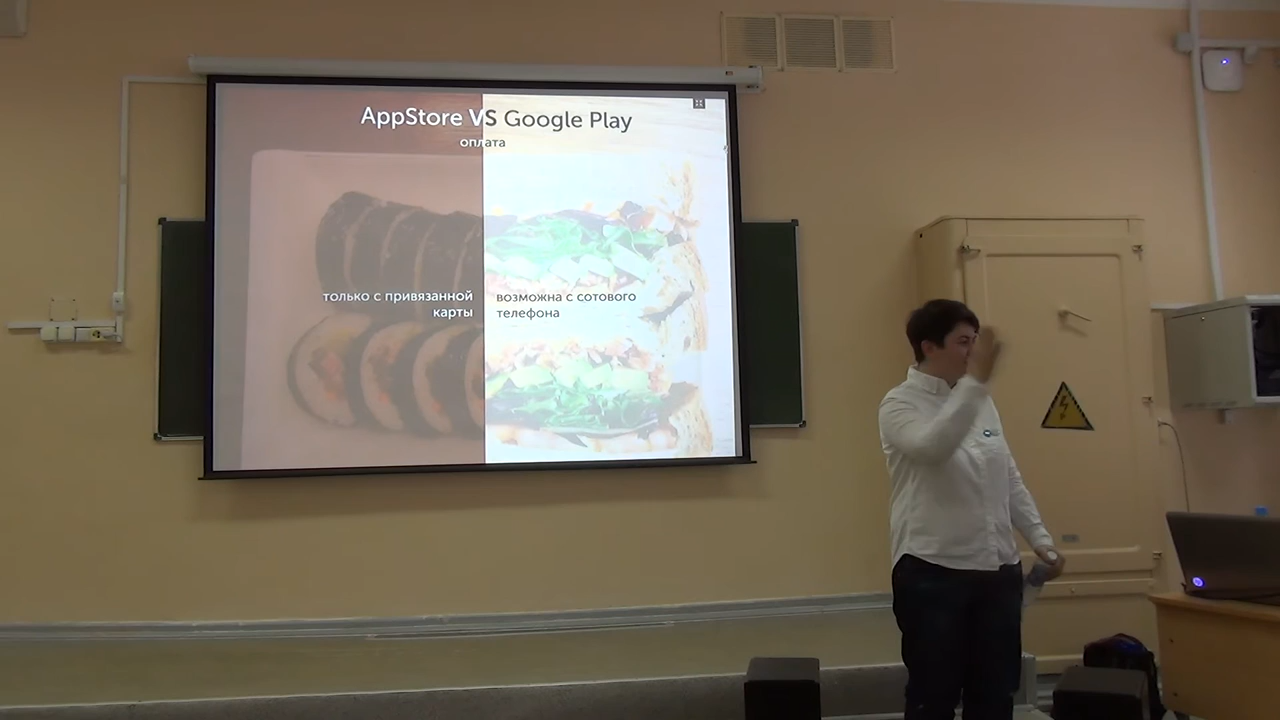 AppStore VS Google Play
оплата
только с привязанной
карты
возможна с сотового
телефона